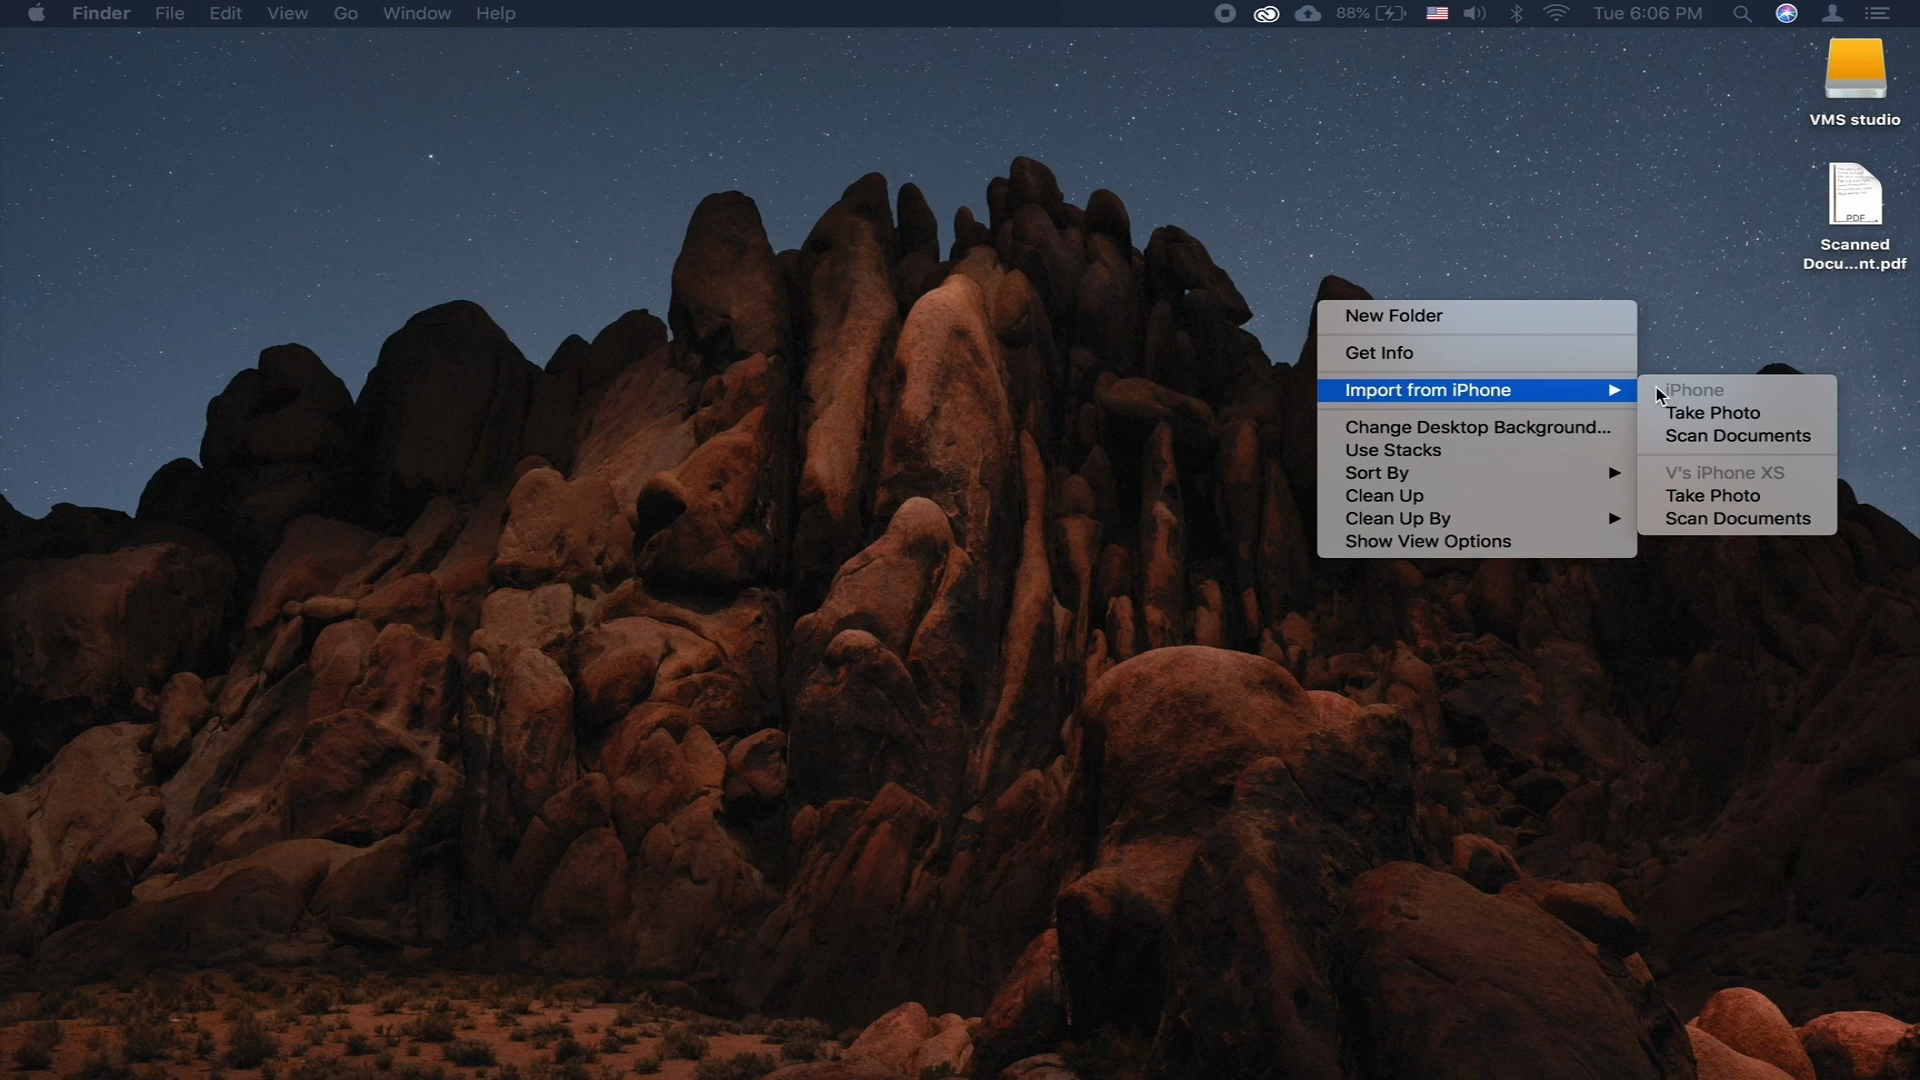 Finder File Edit View Go Window Help 88% Tue 6:06 PM
VMS studio
PDF
Scanned
Docu...nt.pdf
New Folder
Get Info
Import from iPhone
Change Desktop Background...
Use Stacks
Sort By
Clean Up
Clean Up By
Show View Options
iPhone
Take Photo
Scan Documents
V's iPhone XS
Take Photo
Scan Documents